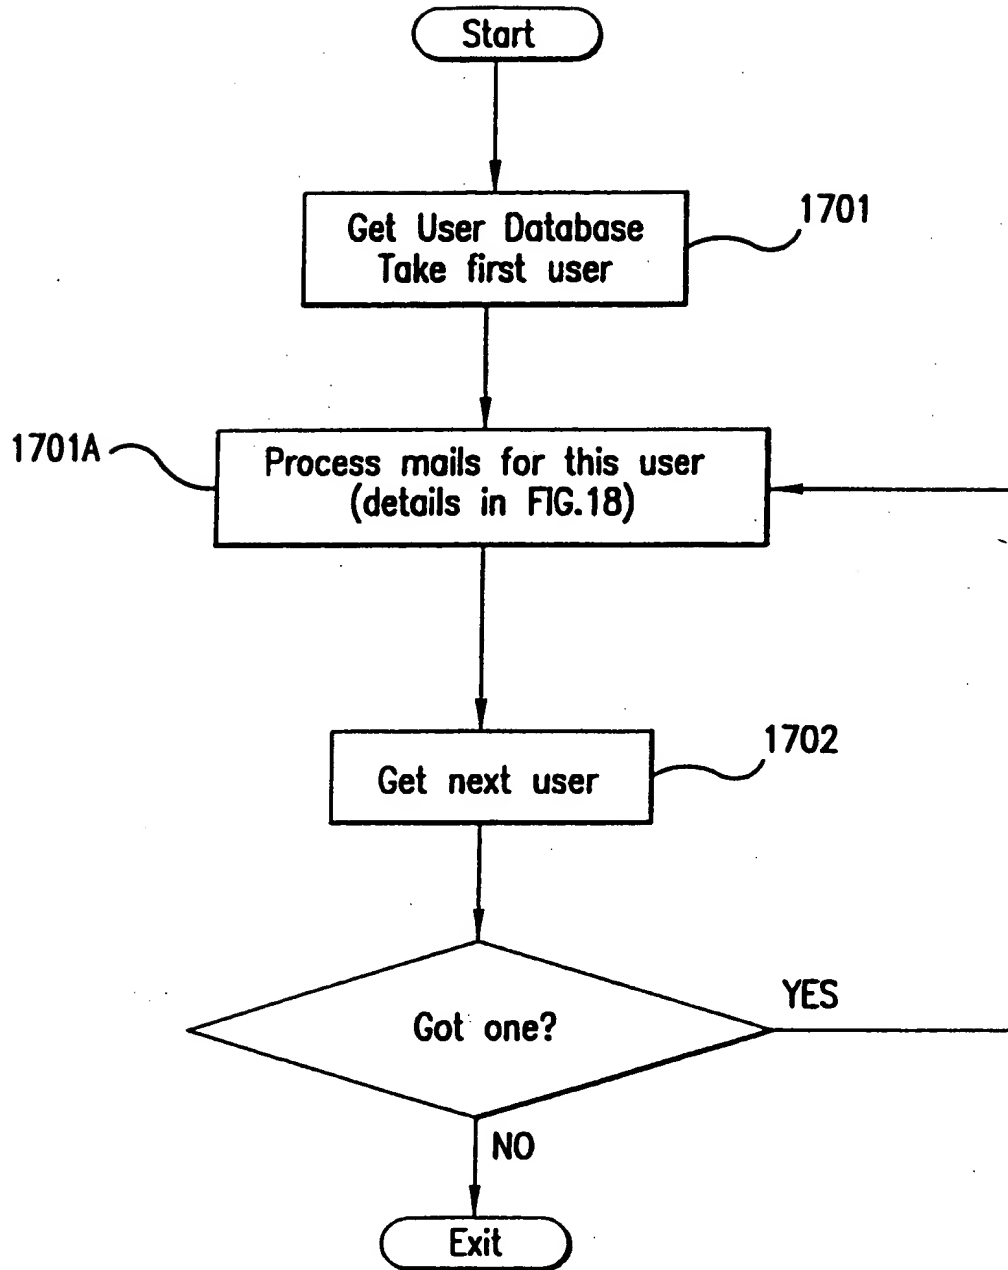 Start
Get User Database
Take first user
1701
1701A
Process mails for this user
(details in FIG.18)
Get next user
1702
Got one?
YES
NO
Exit